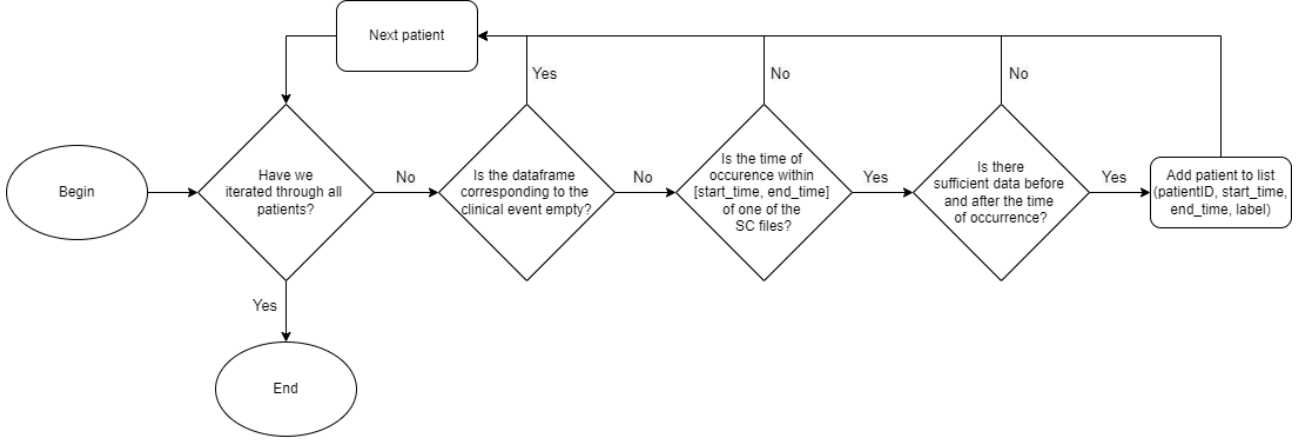 Next patient
Yes
No
No
Begin
Have we
iterated through all
patients?
No
Is the dataframe
corresponding to the
clinical event empty?
No
Is the time of
occurence within
[start_time, end_time]
of one of the
SC files?
Yes
Is there
sufficient data before
and after the time
of occurrence?
Yes
Add patient to list
(patientID, start_time,
end_time, label)
Yes
End